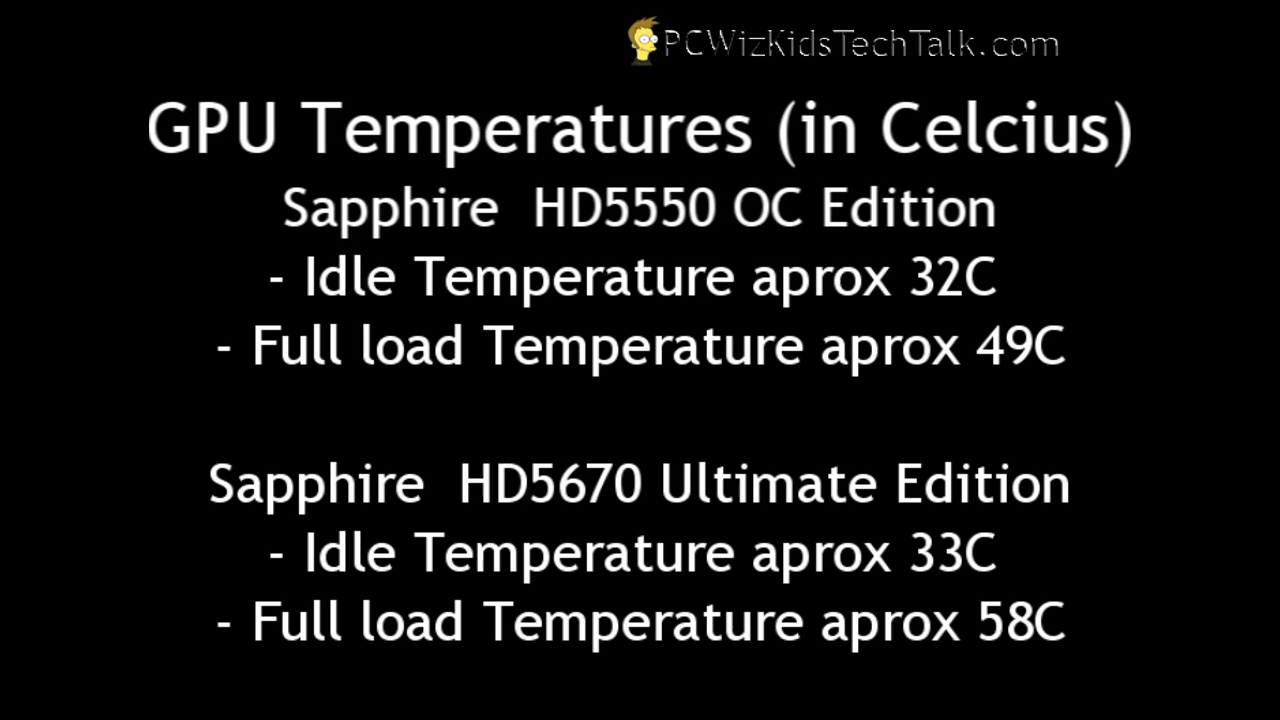 PCWizKidsTechTalk.com
GPU Temperatures (in Celcius)
Sapphire HD5550 OC Edition
- Idle Temperature aprox 32C
- Full load Temperature aprox 49C
Sapphire HD5670 Ultimate Edition
- Idle Temperature aprox 33C
- Full load Temperature aprox 58C